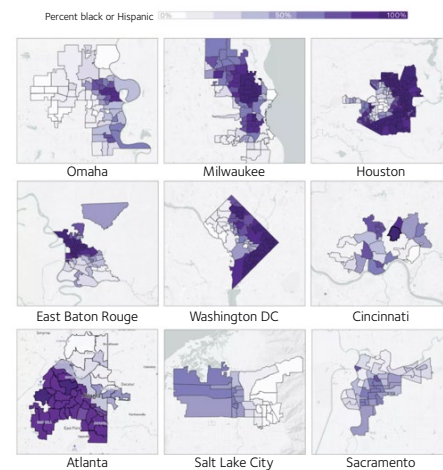 Percent black or Hispanic 0% 50% 100%
Omaha Milwaukee Houston
East Baton Rouge Washington DC Cincinnati
Atlanta Salt Lake City Sacramento